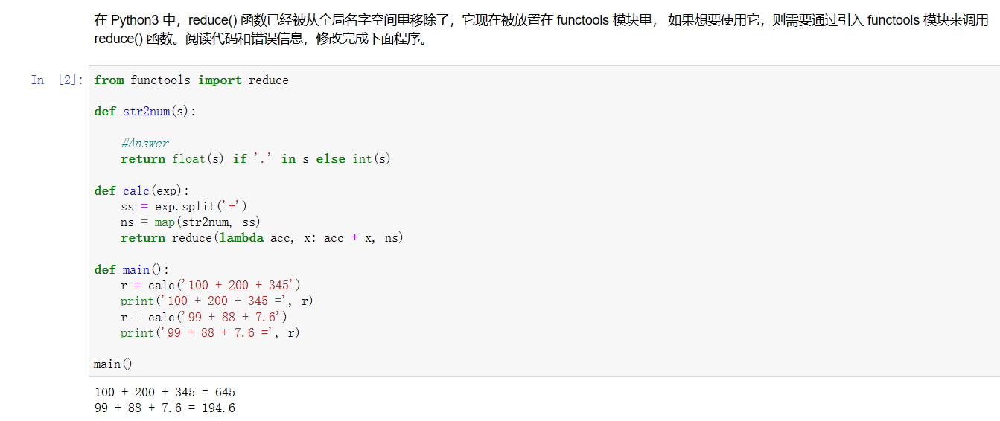 在 Python3 中，reduce() 函数已经被从全局名字空间里移除了，它现在被放置在 functools 模块里， 如果想要使用它，则需要通过引入 functools 模块来调用
reduce() 函数。阅读代码和错误信息，修改完成下面程序。
In [2]: from functools import reduce
def str2num(s):
#Answer
return float(s) if '.' in s else int(s)
def calc(exp):
ss = exp.split('+')
ns = map(str2num, ss)
return reduce(lambda acc, x: acc + x, ns)
def main():
r = calc('100 + 200 + 345')
print('100 + 200 + 345 =', r)
r = calc('99 + 88 + 7.6')
print('99 + 88 + 7.6 =', r)
main()
100 + 200 + 345 = 645
99 + 88 + 7.6 = 194.6